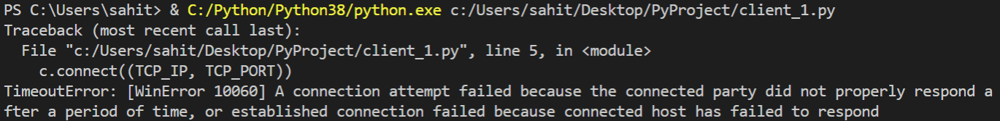 PS C:\Users\sahit> & C:/Python/Python38/python.exe c:/Users/sahit/Desktop/PyProject/client_1.py
Traceback (most recent call last):
  File "c:/Users/sahit/Desktop/PyProject/client_1.py", line 5, in <module>
    c.connect((TCP_IP, TCP_PORT))
TimeoutError: [WinError 10060] A connection attempt failed because the connected party did not properly respond a
fter a period of time, or established connection failed because connected host has failed to respond